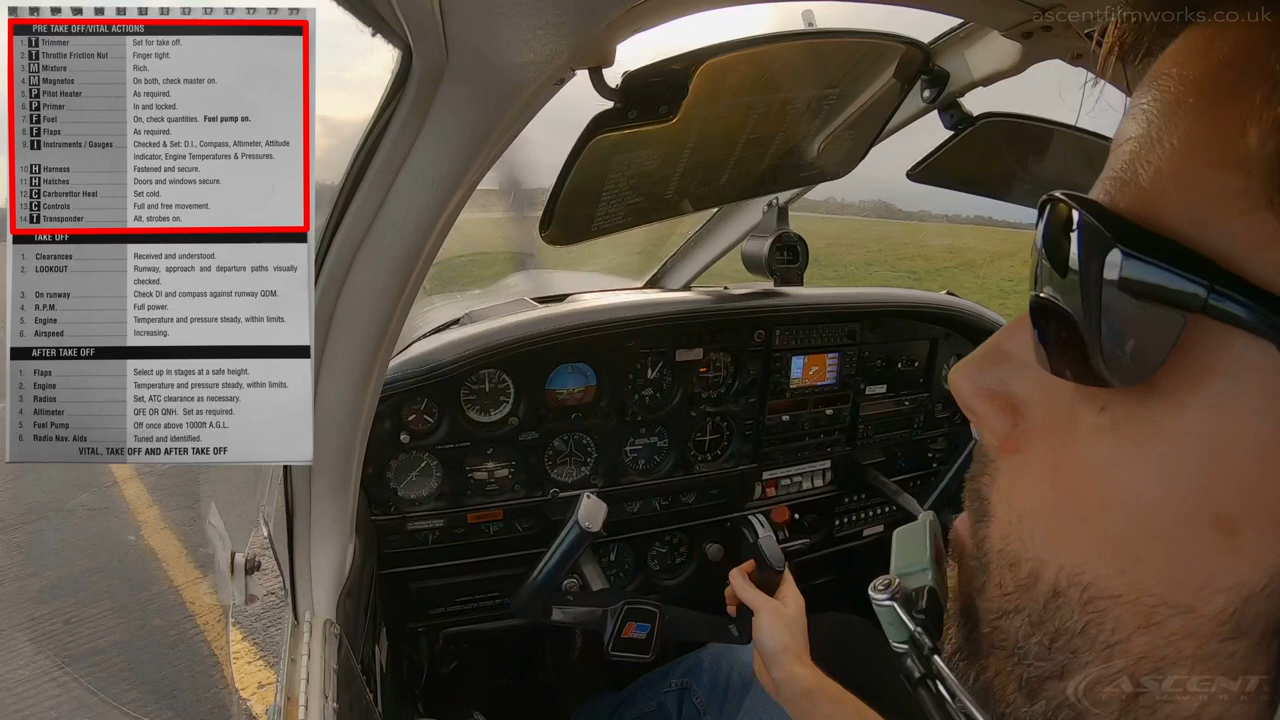 ascentfilmworks.co.uk
PRE TAKE OFF/VITAL ACTIONS
1. T Trimmer Set for take off.
2. T Throttle Friction Nut Finger tight.
3. M Mixture Rich.
4. M Magnetos On both, check master on.
5. P Pitot Heater As required.
6. P Primer In and locked.
7. F Fuel On, check quantities. Fuel pump on.
8. F Flaps As required.
9. I Instruments / Gauges Checked & Set: D.I., Compass, Altimeter, Attitude
Indicator, Engine Temperatures & Pressures.
10. H Harness Fastened and secure.
11. H Hatches Doors and windows secure.
12. C Carburettor Heat Set cold.
13. C Controls Full and free movement.
14. T Transponder Alt, strobes on.
TAKE OFF
1. Clearances Received and understood.
2. LOOKOUT Runway, approach and departure paths visually
checked.
3. On runway Check DI and compass against runway QDM.
4. R.P.M. Full power.
5. Engine Temperature and pressure steady, within limits.
6. Airspeed Increasing.
AFTER TAKE OFF
1. Flaps Select up in stages at a safe height.
2. Engine Temperature and pressure steady, within limits.
3. Radios Set, ATC clearance as necessary.
4. Altimeter QFE OR QNH. Set as required.
5. Fuel Pump Off once above 1000ft A.G.L.
6. Radio Nav. Aids Tuned and identified.
VITAL, TAKE OFF AND AFTER TAKE OFF
ASCENT